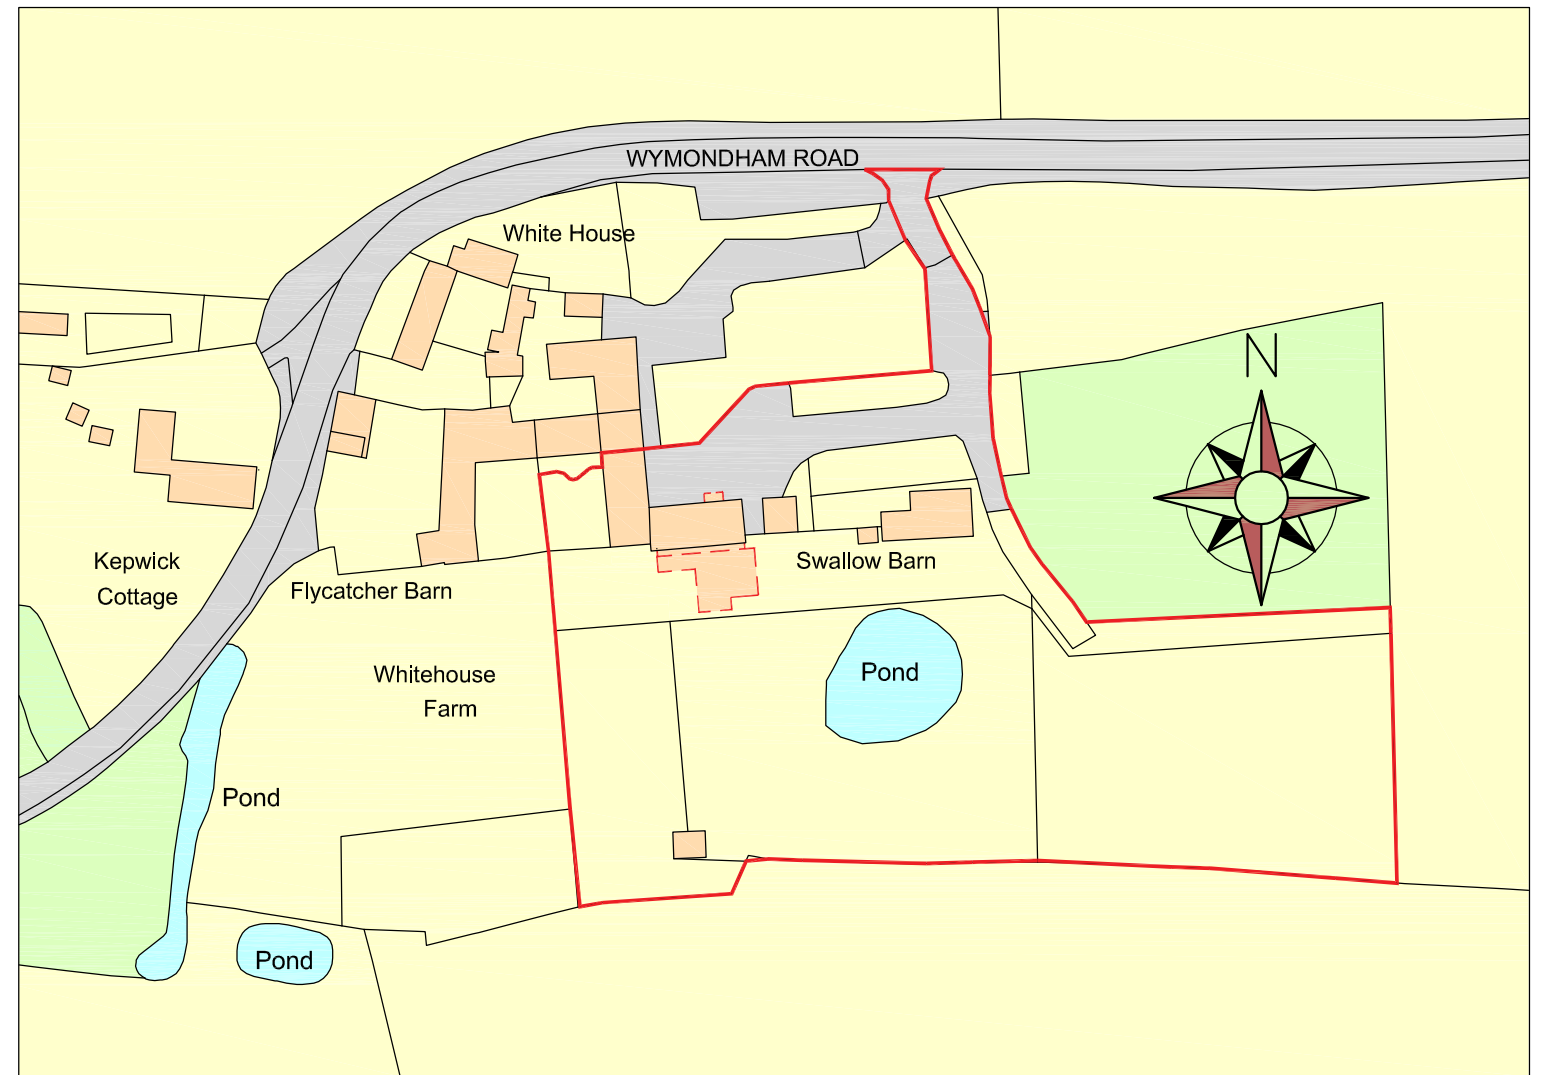 WYMONDHAM ROAD
White House
N
Kepwick
Cottage
Swallow Barn
Flycatcher Barn
Whitehouse
Farm
Pond
Pond
Pond